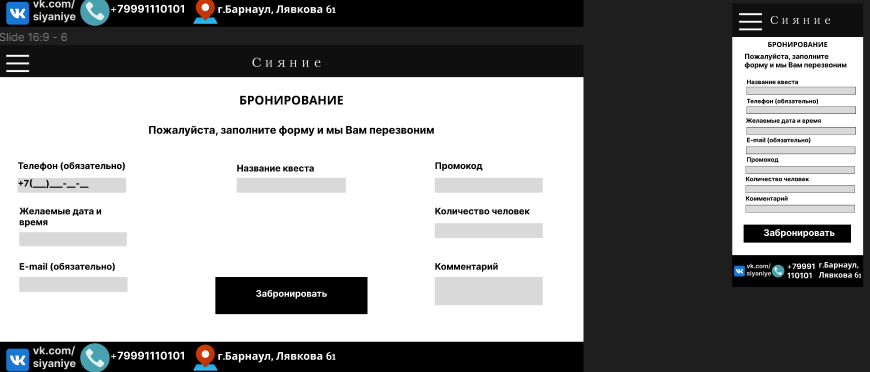 vk.com/
siyaniye
+79991110101
г.Барнаул, Лявкова 61
Slide 16:9 - 6
Сияние
БРОНИРОВАНИЕ
Пожалуйста, заполните форму и мы Вам перезвоним
Телефон (обязательно)
+7(___)___-__-__
Название квеста
Промокод
Желаемые дата и
время
Количество человек
E-mail (обязательно)
Комментарий
Забронировать
vk.com/
siyaniye
+79991110101
г.Барнаул, Лявкова 61
Сияние
БРОНИРОВАНИЕ
Пожалуйста, заполните
форму и мы Вам перезвоним
Название квеста
Телефон (обязательно)
Желаемые дата и время
E-mail (обязательно)
Промокод
Количество человек
Комментарий
Забронировать
vk.com/
siyaniye
+79991
110101
г.Барнаул,
Лявкова 61